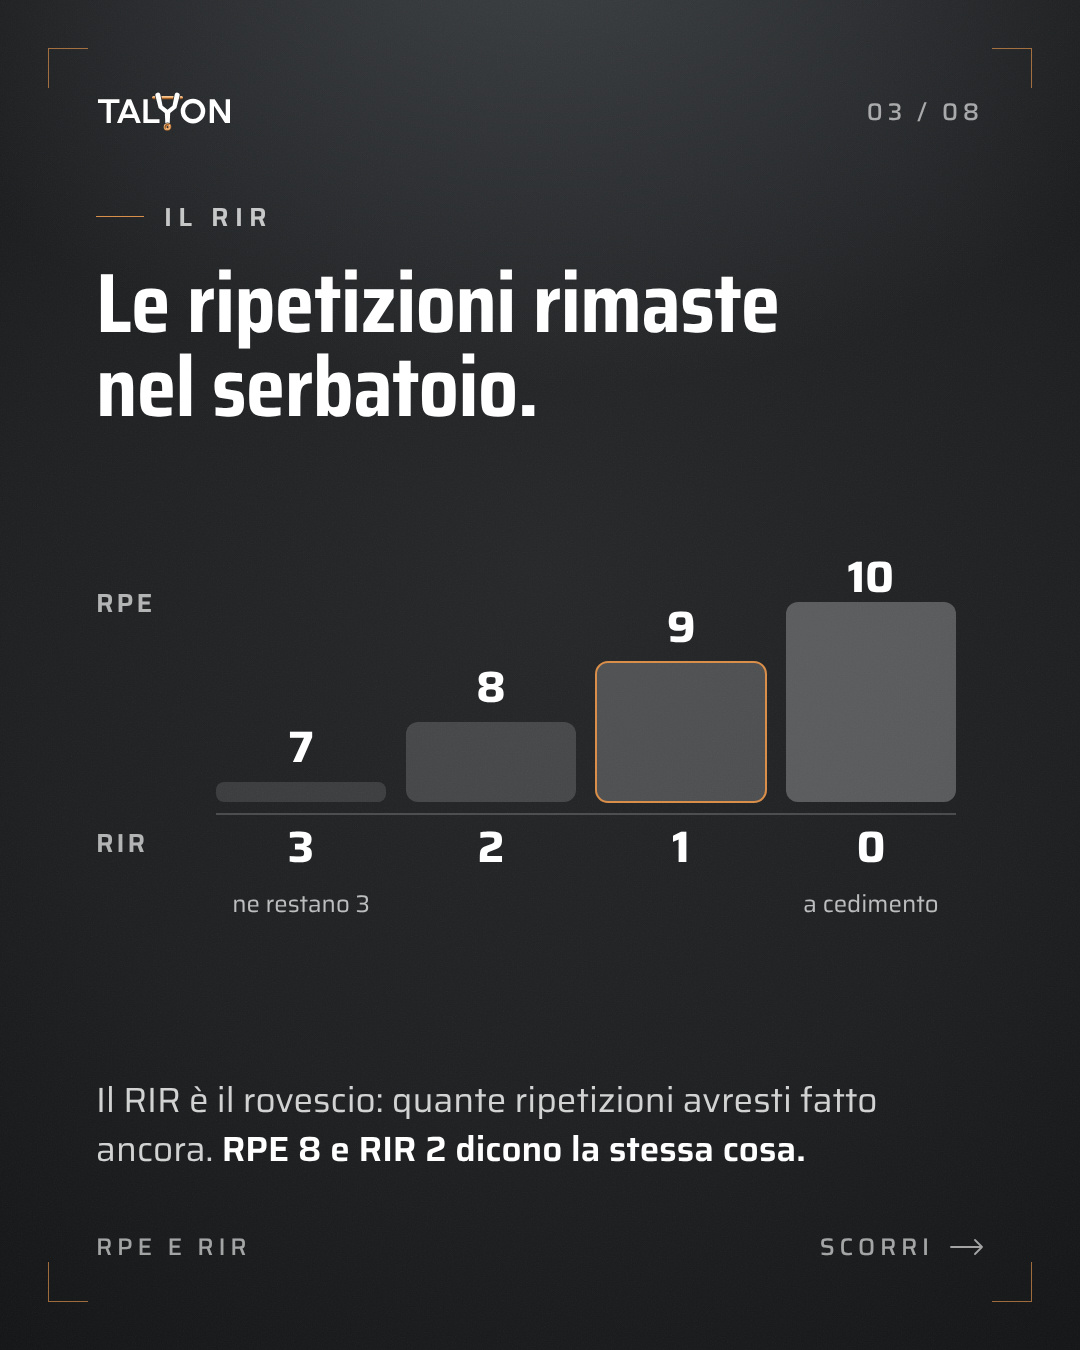 TALYON
03 / 08
IL RIR
Le ripetizioni rimaste
nel serbatoio.
RPE
7
8
9
10
RIR
3
2
1
0
ne restano 3
a cedimento
Il RIR è il rovescio: quante ripetizioni avresti fatto
ancora. RPE 8 e RIR 2 dicono la stessa cosa.
RPE E RIR
SCORRI →